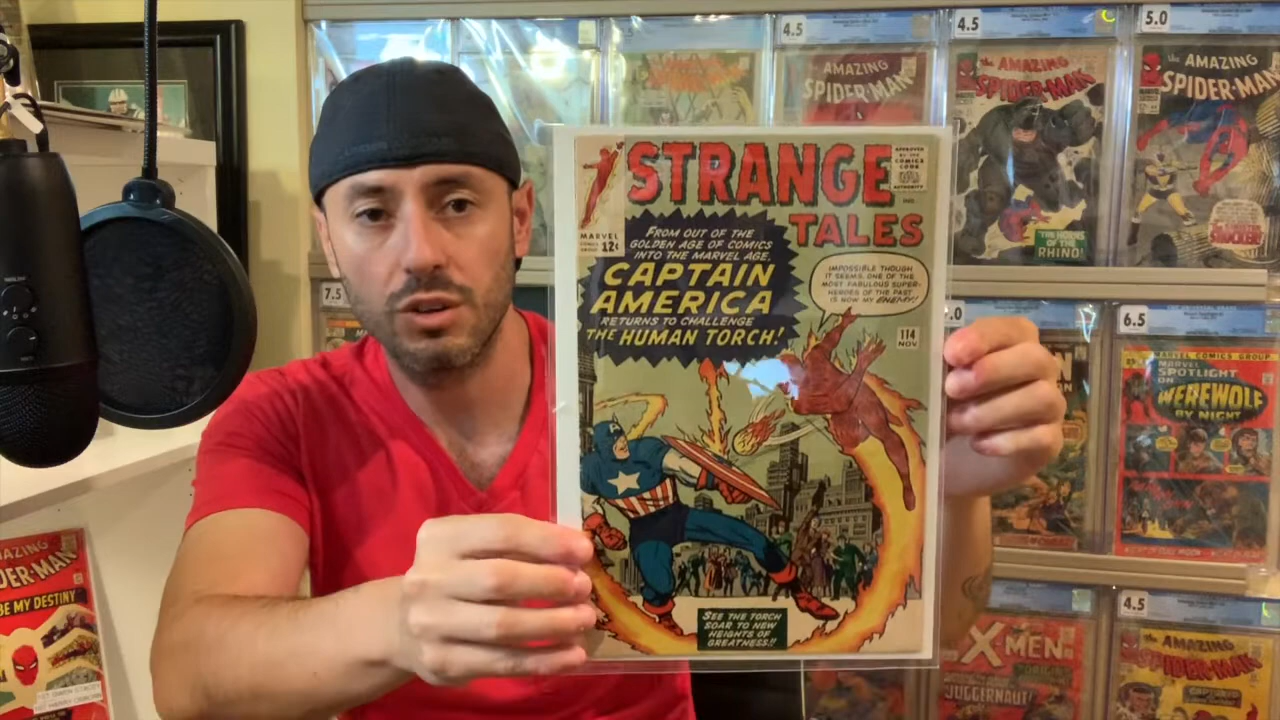 4.5
AMAZING
SPIDER-MAN
4.5
the AMAZING
SPIDER-MAN
"THE HORNS
OF THE
RHINO!"
5.0
the AMAZING
SPIDER-MAN
STRANGE
TALES
APPROVED
BY THE
COMICS
CODE
AUTHORITY
IND.
MARVEL
COMICS
GROUP
12¢
FROM OUT OF THE
GOLDEN AGE OF COMICS
INTO THE MARVEL AGE,
CAPTAIN
AMERICA
RETURNS TO CHALLENGE
THE HUMAN TORCH!
IMPOSSIBLE THOUGH
IT SEEMS, ONE OF THE
MOST FABULOUS SUPER-
HEROES OF THE PAST
IS NOW MY ENEMY!
114
NOV.
SEE THE TORCH
SOAR TO NEW
HEIGHTS OF
GREATNESS!!
7.5
.0
6.5
MARVEL COMICS GROUP
MARVEL
SPOTLIGHT
ON
WEREWOLF
BY NIGHT
AZING
DER-MAN
BE MY DESTINY
X-MEN
JUGGERNAUT!
4.5
the AMAZING
SPIDER-MAN